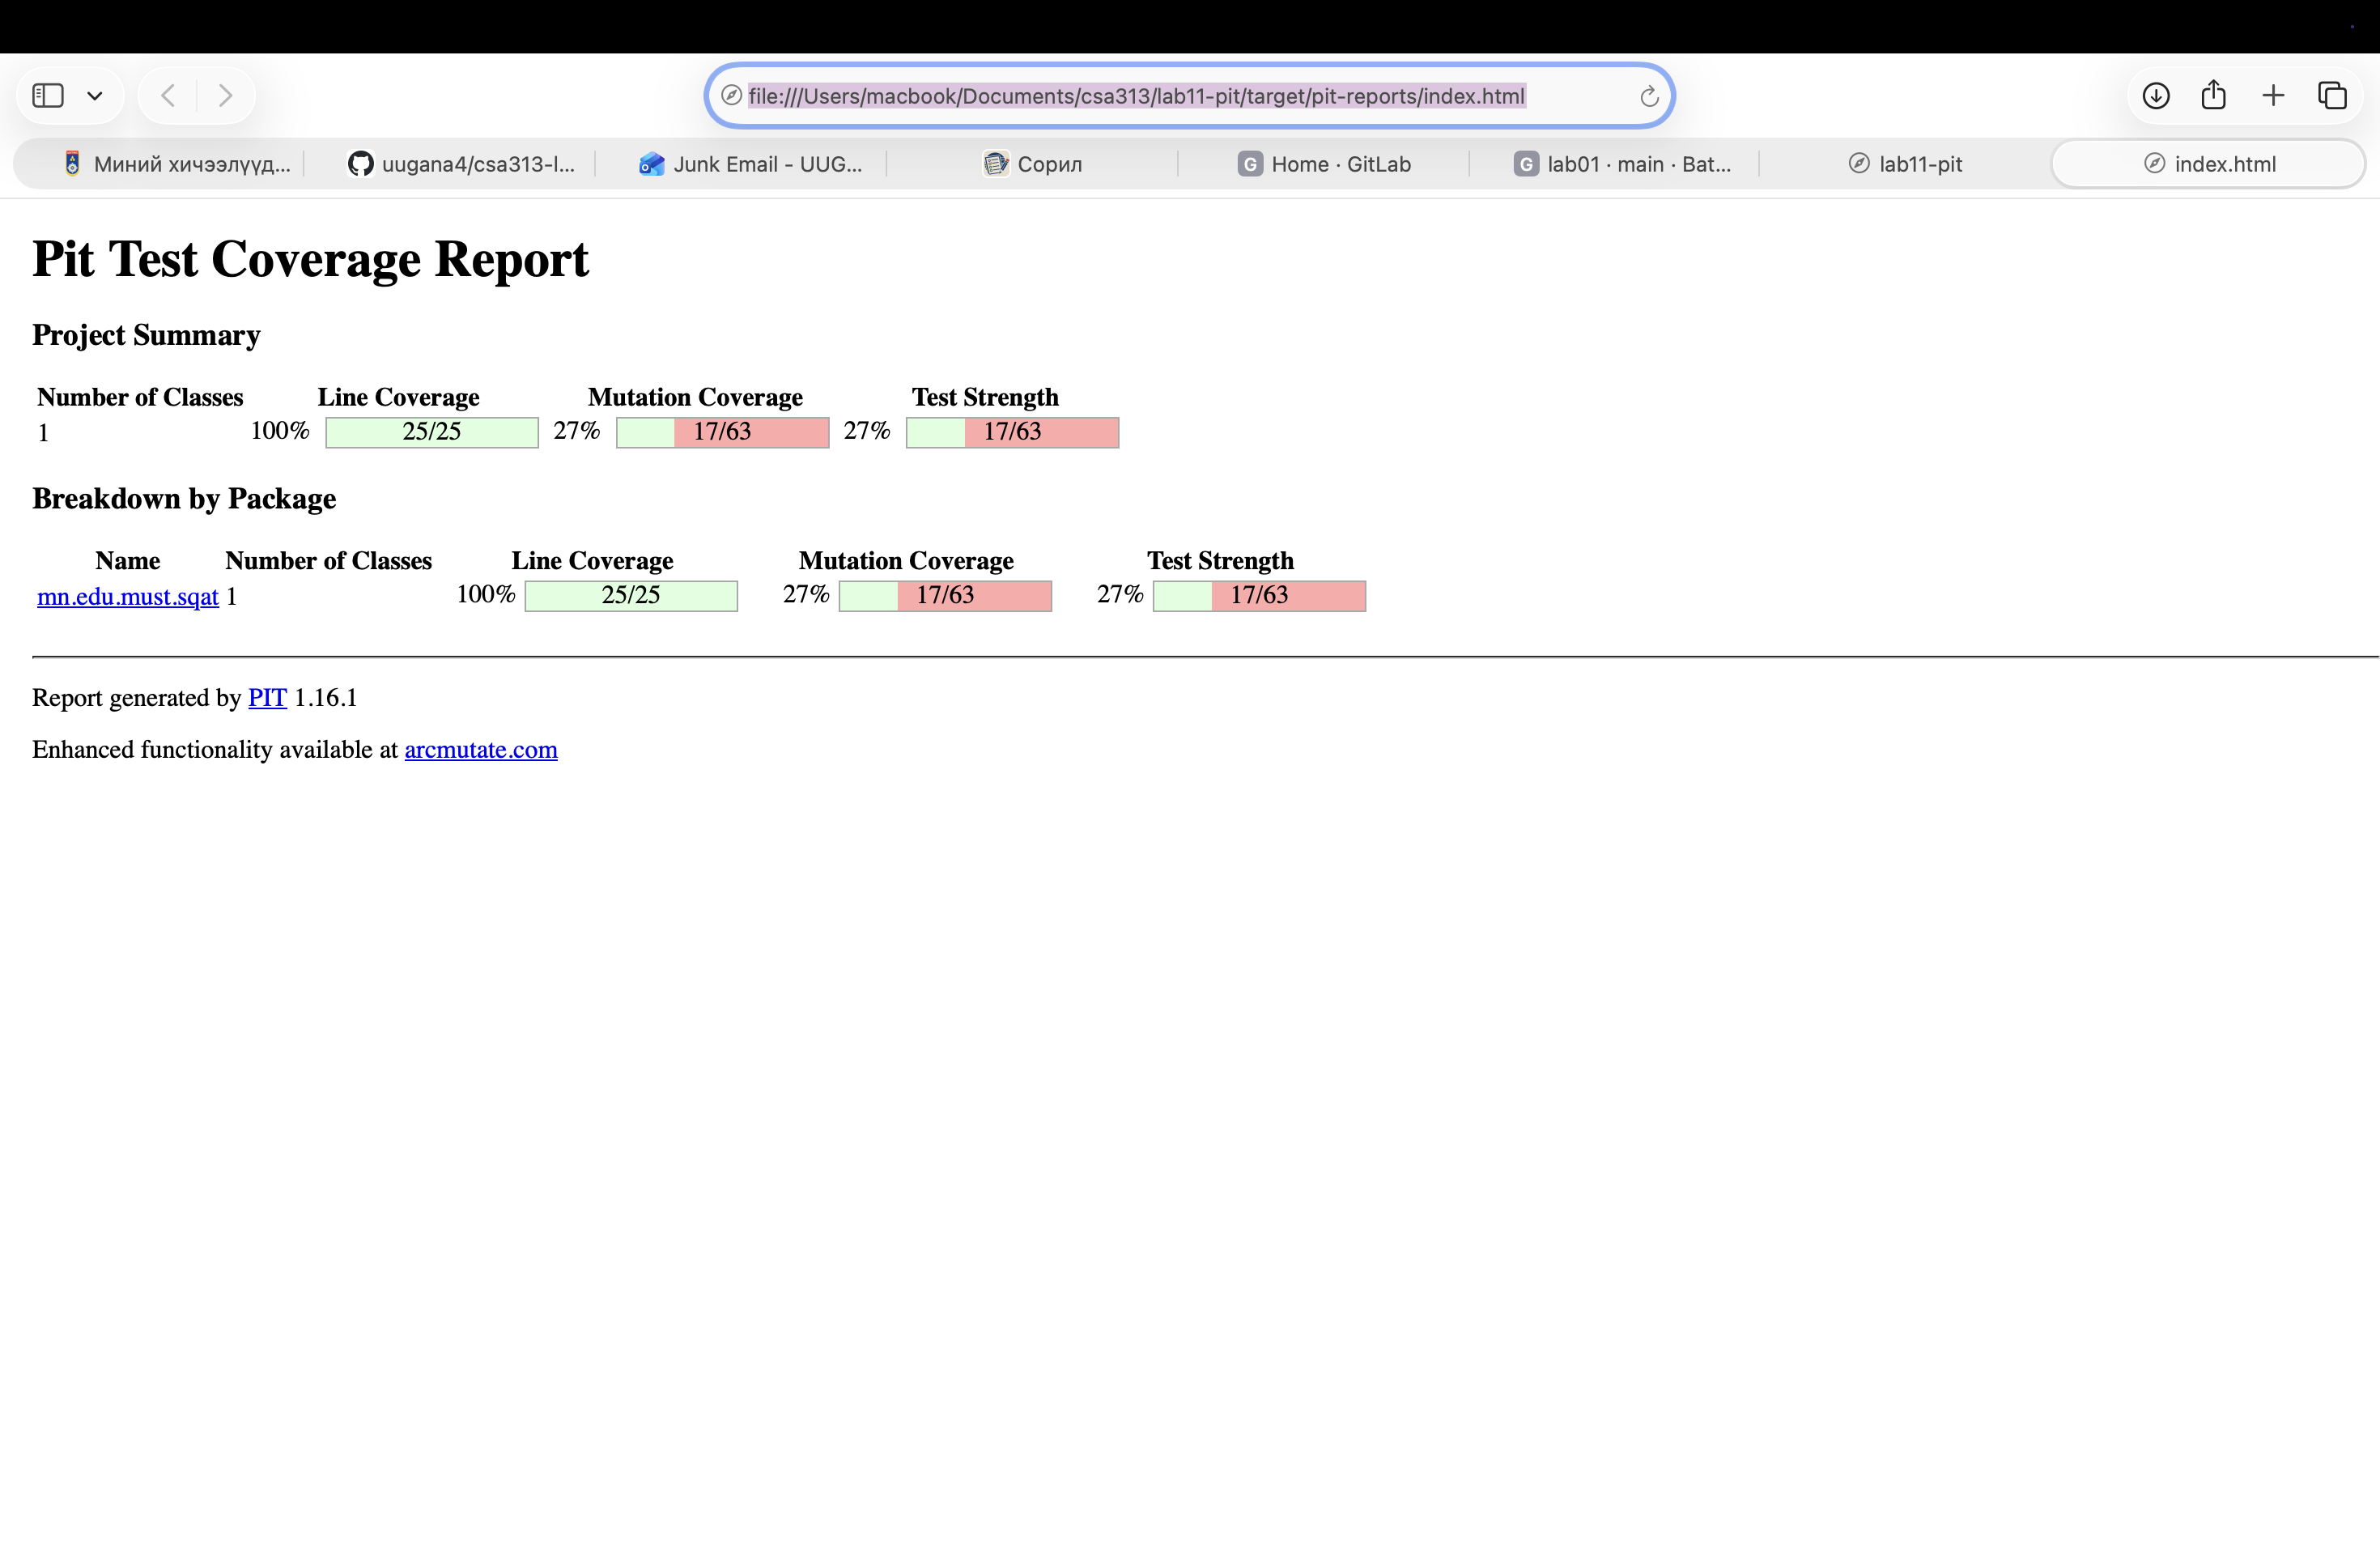 file:///Users/macbook/Documents/csa313/lab11-pit/target/pit-reports/index.html
Миний хичээлүүд... uugana4/csa313-l... Junk Email - UUG... Сорил G Home · GitLab G lab01 · main · Bat... lab11-pit index.html
Pit Test Coverage Report
Project Summary
Number of Classes Line Coverage Mutation Coverage Test Strength
1 100% 25/25 27% 17/63 27% 17/63
Breakdown by Package
Name Number of Classes Line Coverage Mutation Coverage Test Strength
mn.edu.must.sqat 1 100% 25/25 27% 17/63 27% 17/63
Report generated by PIT 1.16.1
Enhanced functionality available at arcmutate.com